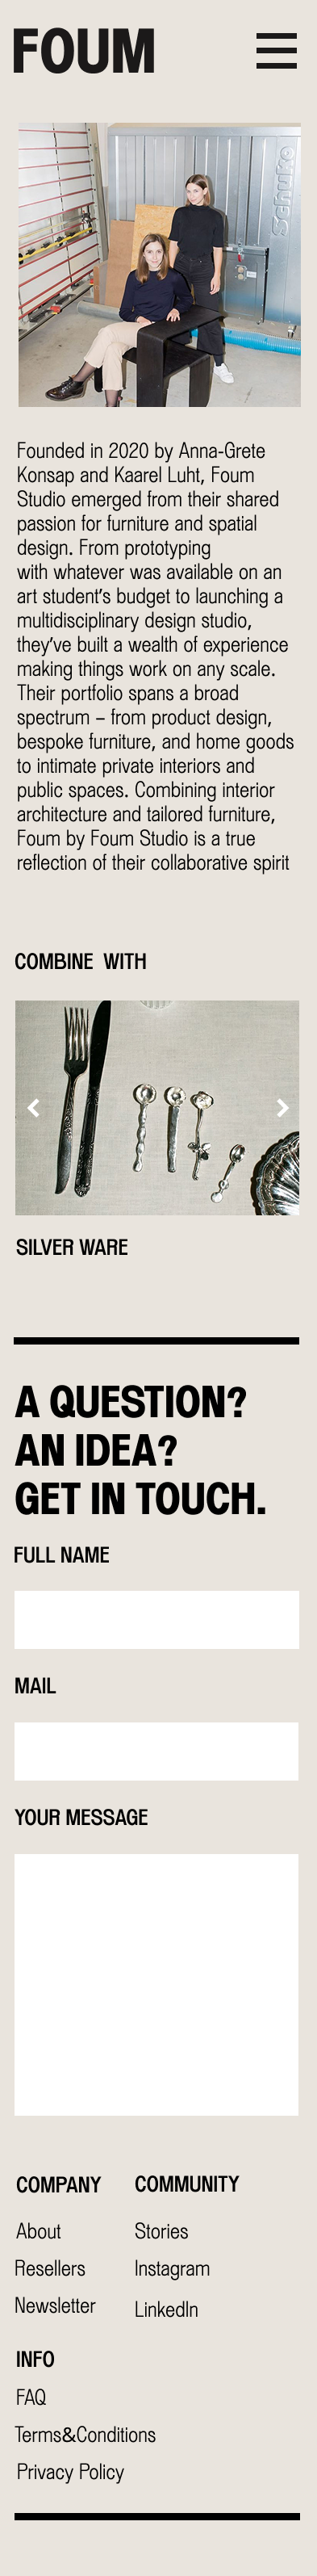 FOUM
Schüco
Founded in 2020 by Anna-Grete
Konsap and Kaarel Luht, Foum
Studio emerged from their shared
passion for furniture and spatial
design. From prototyping
with whatever was available on an
art student’s budget to launching a
multidisciplinary design studio,
they’ve built a wealth of experience
making things work on any scale.
Their portfolio spans a broad
spectrum – from product design,
bespoke furniture, and home goods
to intimate private interiors and
public spaces. Combining interior
architecture and tailored furniture,
Foum by Foum Studio is a true
reflection of their collaborative spirit
COMBINE WITH
SILVER WARE
A QUESTION?
AN IDEA?
GET IN TOUCH.
FULL NAME
MAIL
YOUR MESSAGE
COMPANY
About
Resellers
Newsletter
COMMUNITY
Stories
Instagram
LinkedIn
INFO
FAQ
Terms&Conditions
Privacy Policy